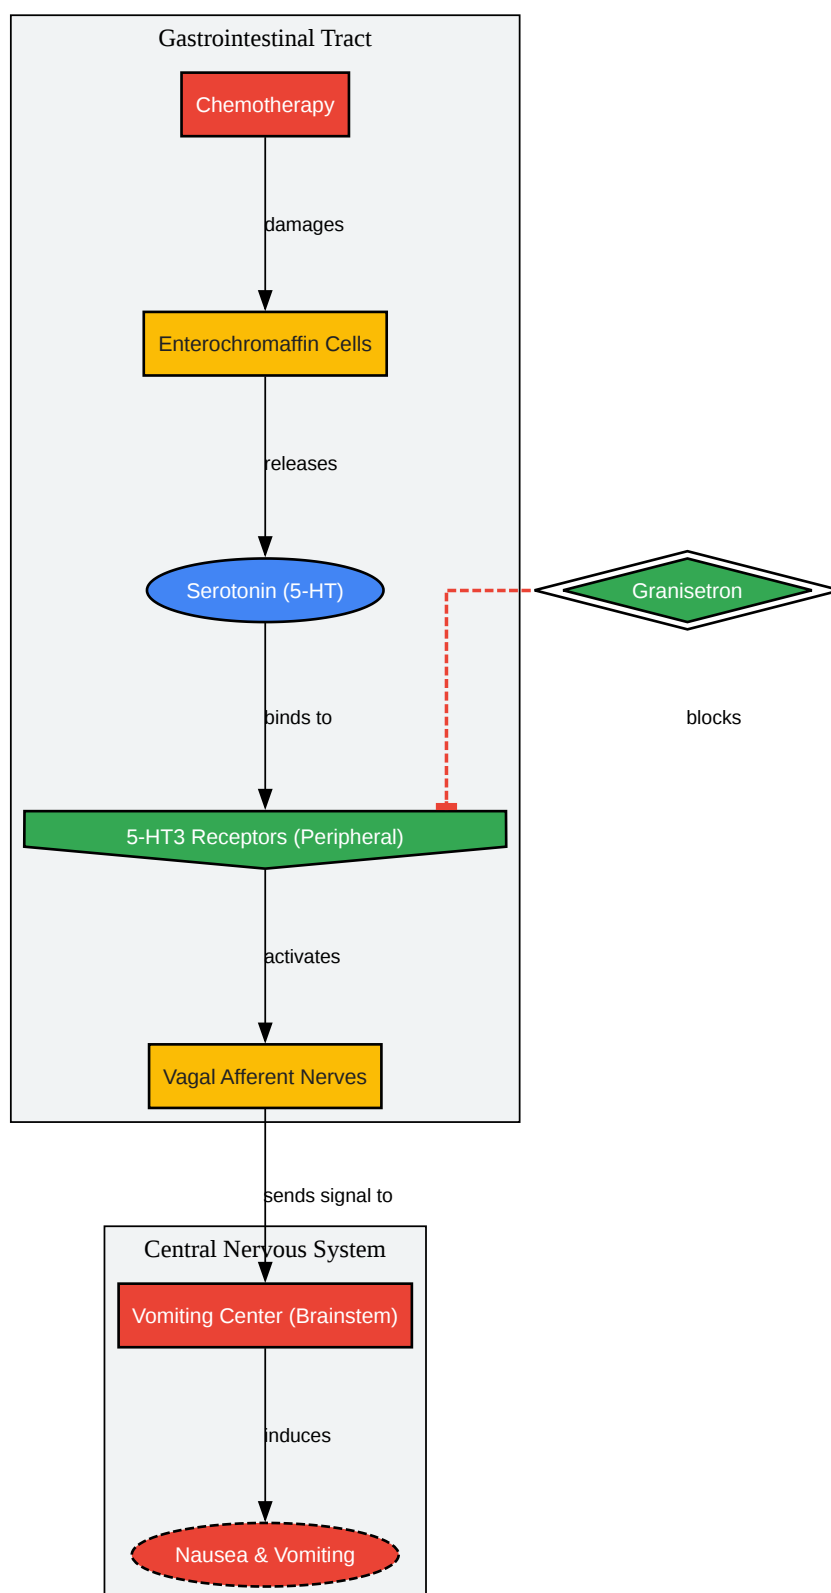 Gastrointestinal Tract
Chemotherapy
damages
Enterochromaffin Cells
releases
Serotonin (5-HT)
Granisetron
binds to
blocks
5-HT3 Receptors (Peripheral)
activates
Vagal Afferent Nerves
sends signal to
Central Nervous System
Vomiting Center (Brainstem)
induces
Nausea & Vomiting